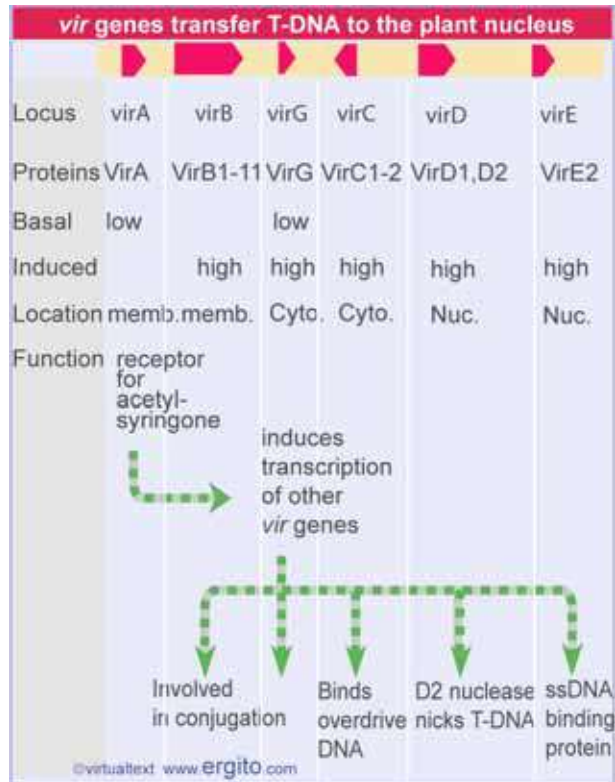 vir genes transfer T-DNA to the plant nucleus
Locus virA virB virG virC virD virE
Proteins VirA VirB1-11 VirG VirC1-2 VirD1,D2 VirE2
Basal low low
Induced high high high high high
Location memb. memb. Cyto. Cyto. Nuc. Nuc.
Function receptor
for
acetyl-
syringone
induces
transcription
of other
vir genes
Involved Binds D2 nuclease ssDNA
in conjugation overdrive nicks T-DNA binding
DNA protein
©virtualtext www.ergito.com